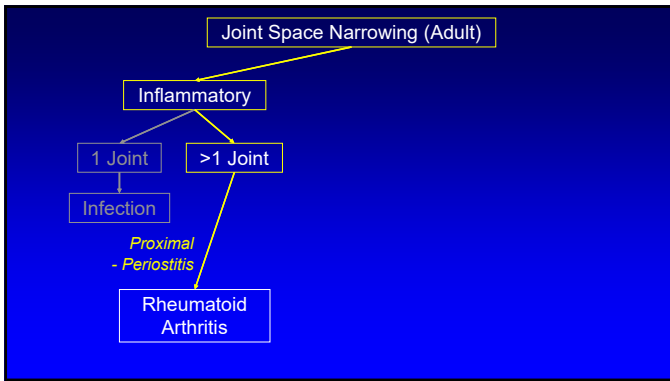 Joint Space Narrowing (Adult)
Inflammatory
1 Joint
>1 Joint
Infection
Proximal
- Periostitis
Rheumatoid
Arthritis